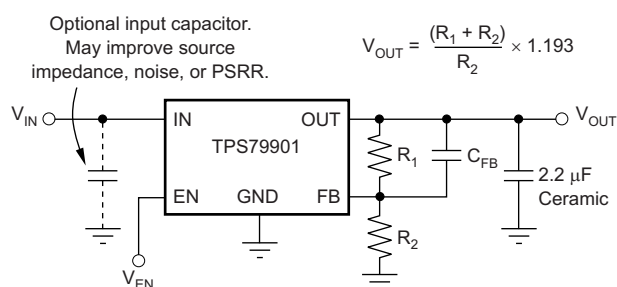 Optional input capacitor.
May improve source
impedance, noise, or PSRR.
V_OUT = (R_1 + R_2) / R_2 × 1.193
V_IN
IN
OUT
V_OUT
TPS79901
R_1
C_FB
2.2 µF
Ceramic
EN
GND
FB
R_2
V_EN